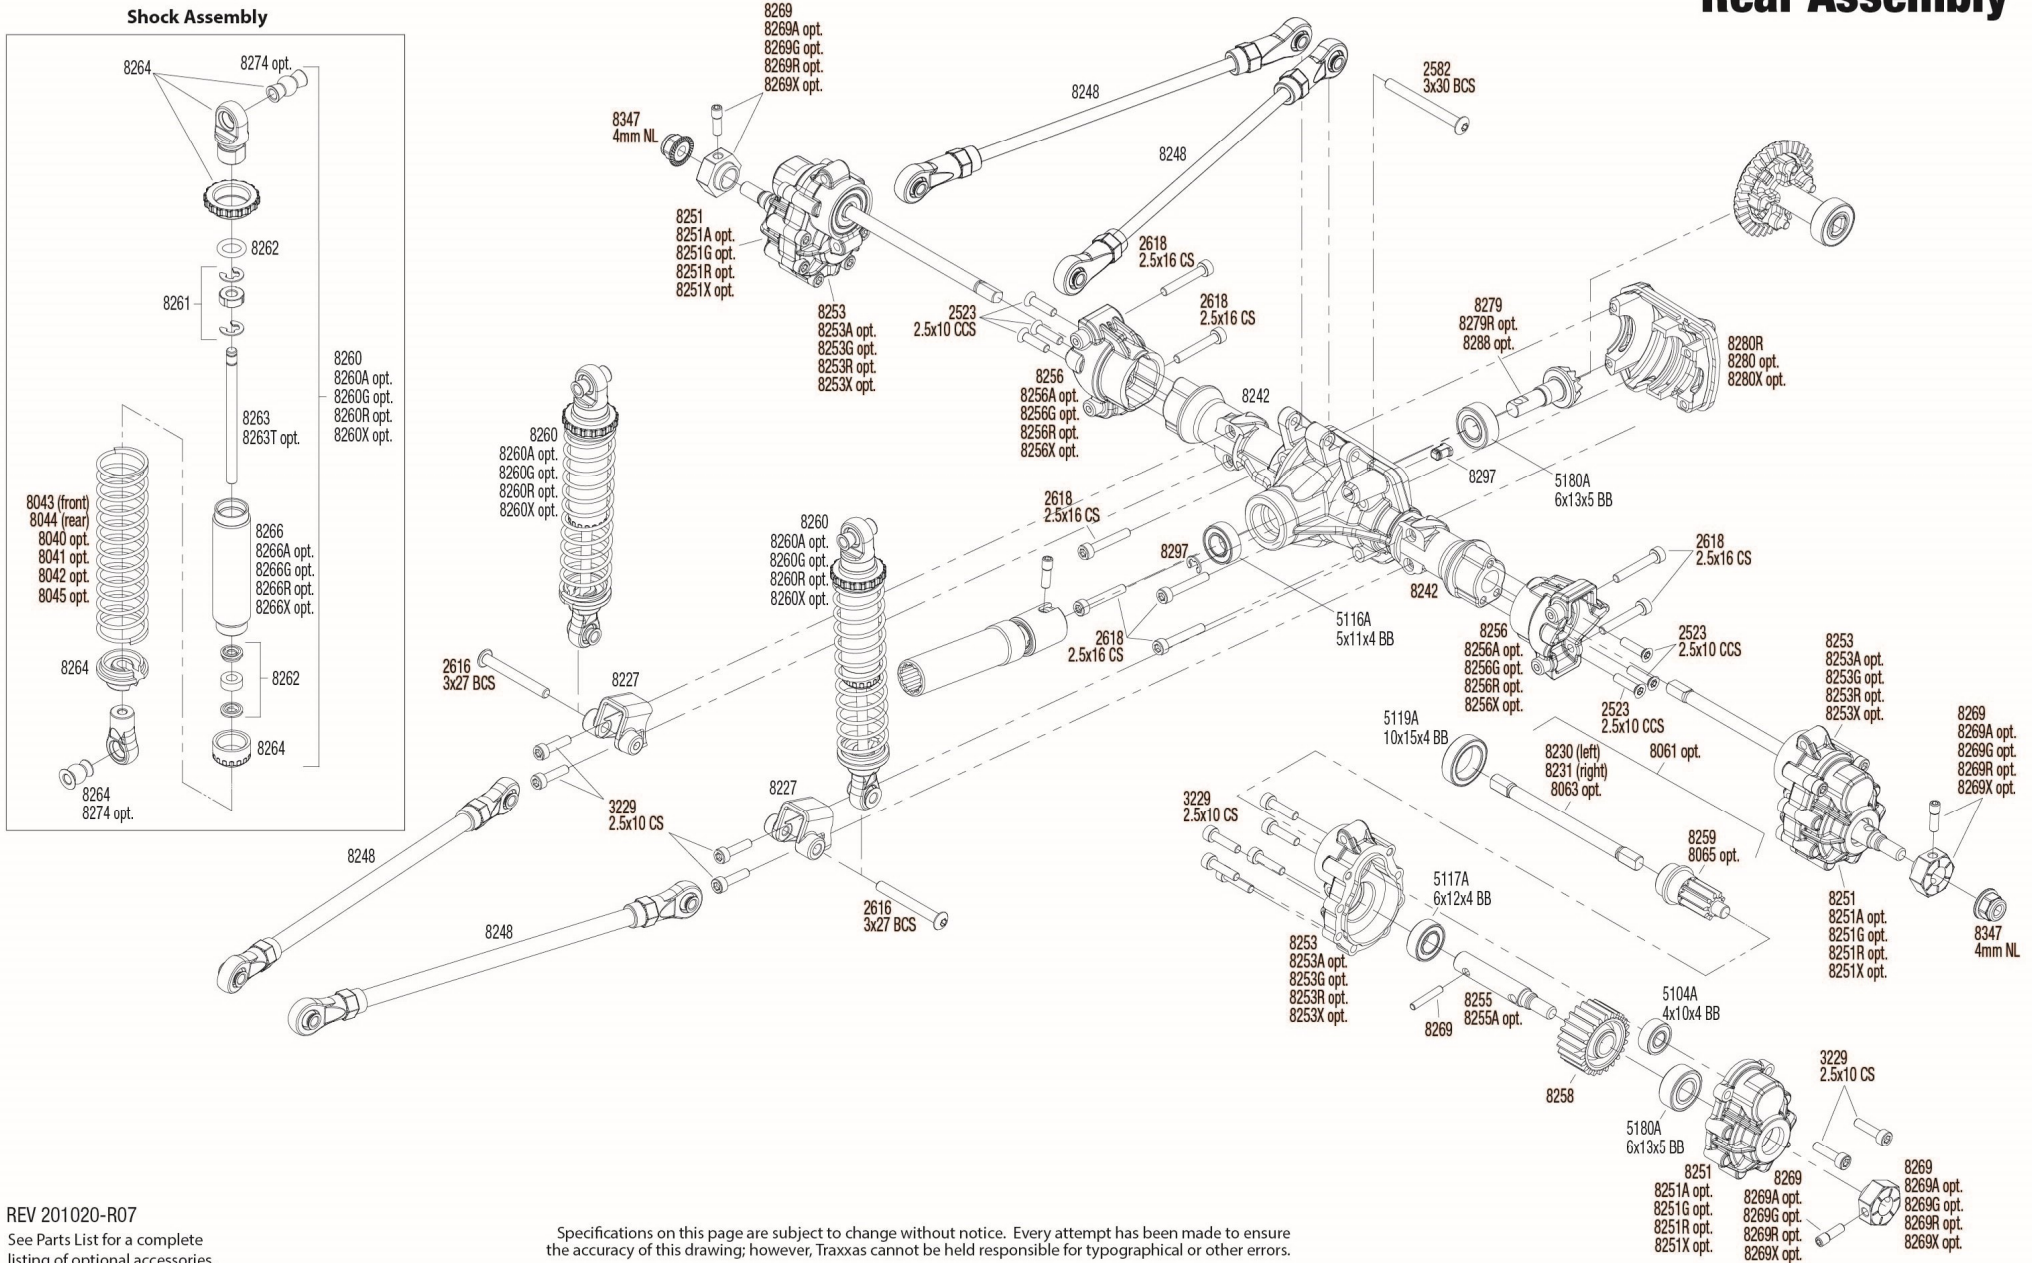 Rear Assembly
Shock Assembly
8264
8274 opt.
8262
8261
8263
8263T opt.
8260
8260A opt.
8260G opt.
8260R opt.
8260X opt.
8043 (front)
8044 (rear)
8040 opt.
8041 opt.
8042 opt.
8045 opt.
8266
8266A opt.
8266G opt.
8266R opt.
8266X opt.
8264
8262
8264
8264
8274 opt.
8269
8269A opt.
8269G opt.
8269R opt.
8269X opt.
8347
4mm NL
8251
8251A opt.
8251G opt.
8251R opt.
8251X opt.
8253
8253A opt.
8253G opt.
8253R opt.
8253X opt.
8248
8248
2582
3x30 BCS
2618
2.5x16 CS
2618
2.5x16 CS
2523
2.5x10 CCS
8256
8256A opt.
8256G opt.
8256R opt.
8256X opt.
8242
8279
8279R opt.
8288 opt.
8280R
8280 opt.
8280X opt.
8297
5180A
6x13x5 BB
8260
8260A opt.
8260G opt.
8260R opt.
8260X opt.
8260
8260A opt.
8260G opt.
8260R opt.
8260X opt.
2618
2.5x16 CS
8297
2618
2.5x16 CS
5116A
5x11x4 BB
8242
2618
2.5x16 CS
8256
8256A opt.
8256G opt.
8256R opt.
8256X opt.
2523
2.5x10 CCS
2523
2.5x10 CCS
8253
8253A opt.
8253G opt.
8253R opt.
8253X opt.
8269
8269A opt.
8269G opt.
8269R opt.
8269X opt.
2616
3x27 BCS
8227
3229
2.5x10 CS
8227
2616
3x27 BCS
8248
8248
5119A
10x15x4 BB
8230 (left)
8231 (right)
8063 opt.
8061 opt.
8259
8065 opt.
3229
2.5x10 CS
5117A
6x12x4 BB
8253
8253A opt.
8253G opt.
8253R opt.
8253X opt.
8269
8255
8255A opt.
8258
5104A
4x10x4 BB
5180A
6x13x5 BB
8251
8251A opt.
8251G opt.
8251R opt.
8251X opt.
8347
4mm NL
3229
2.5x10 CS
8251
8251A opt.
8251G opt.
8251R opt.
8251X opt.
8269
8269A opt.
8269G opt.
8269R opt.
8269X opt.
8269
8269A opt.
8269G opt.
8269R opt.
8269X opt.
REV 201020-R07
See Parts List for a complete
listing of optional accessories
Specifications on this page are subject to change without notice. Every attempt has been made to ensure
the accuracy of this drawing; however, Traxxas cannot be held responsible for typographical or other errors.